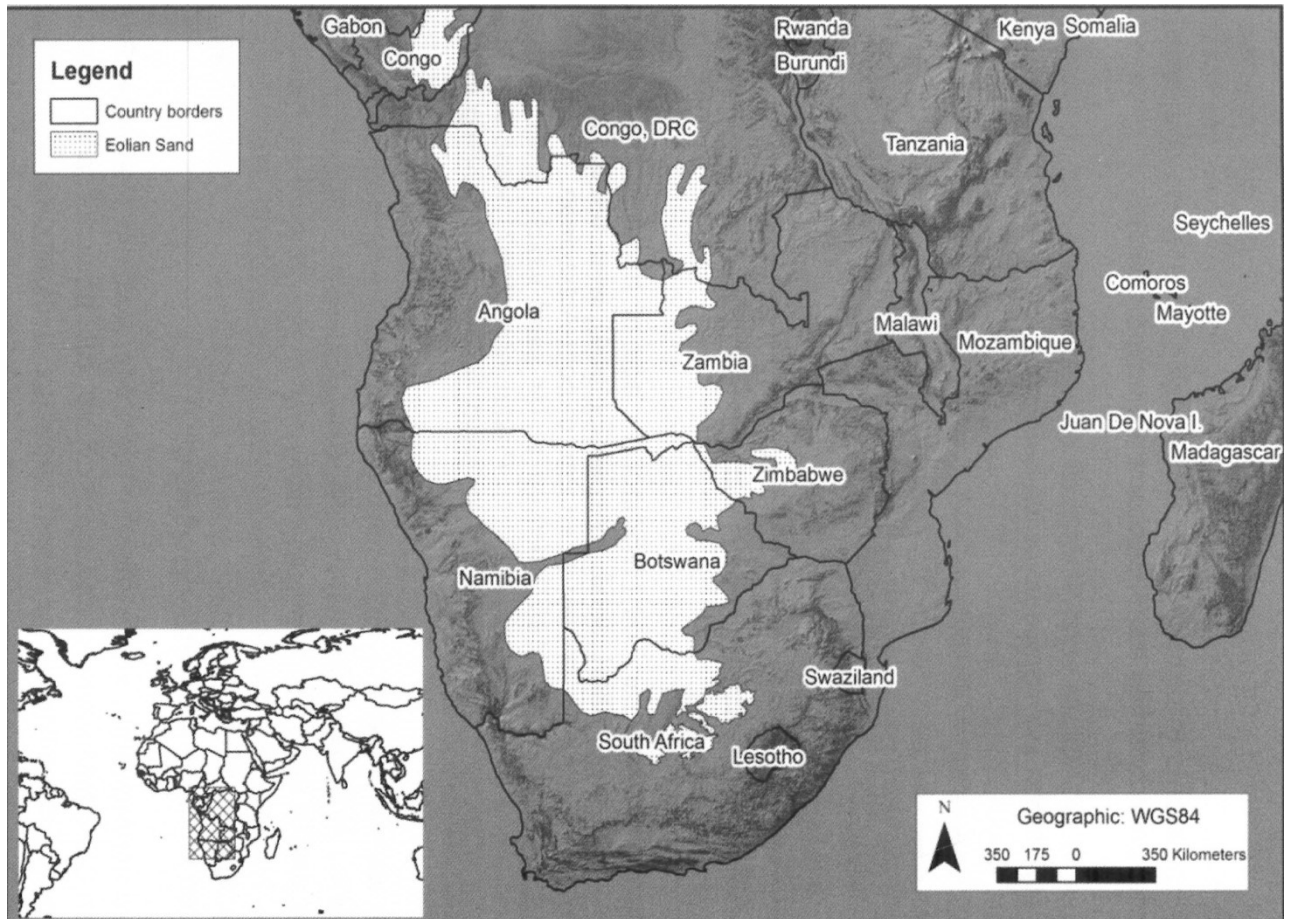 Gabon
Rwanda
Kenya Somalia
Congo
Burundi
Legend
Country borders
Eolian Sand
Congo, DRC
Tanzania
Seychelles
Comoros
Mayotte
Angola
Malawi
Mozambique
Zambia
Juan De Nova I.
Madagascar
Zimbabwe
Botswana
Namibia
Swaziland
South Africa
Lesotho
N
Geographic: WGS84
350 175 0 350 Kilometers